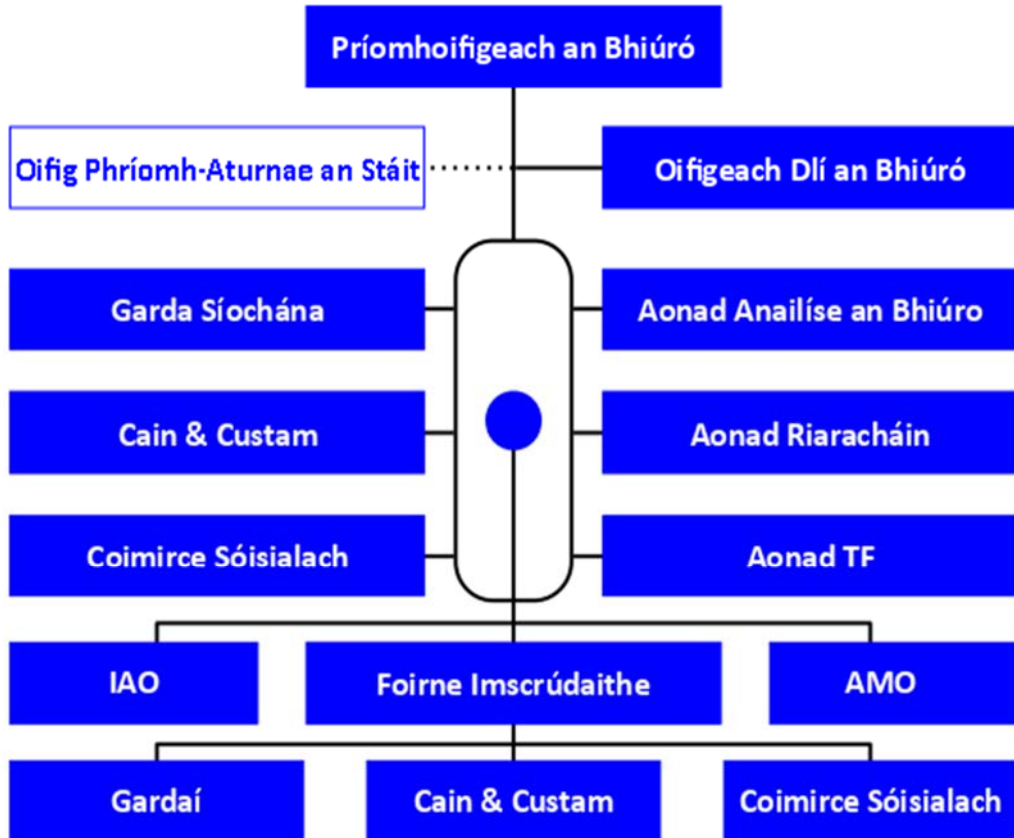 Príomhoifigeach an Bhiúró
Oifig Phríomh-Aturnae an Stáit
Oifigeach Dlí an Bhiúró
Garda Síochána
Aonad Anailíse an Bhiúro
Cain & Custam
Aonad Riaracháin
Coimirce Sóisialach
Aonad TF
IAO
Foirne Imscrúdaithe
AMO
Gardaí
Cain & Custam
Coimirce Sóisialach